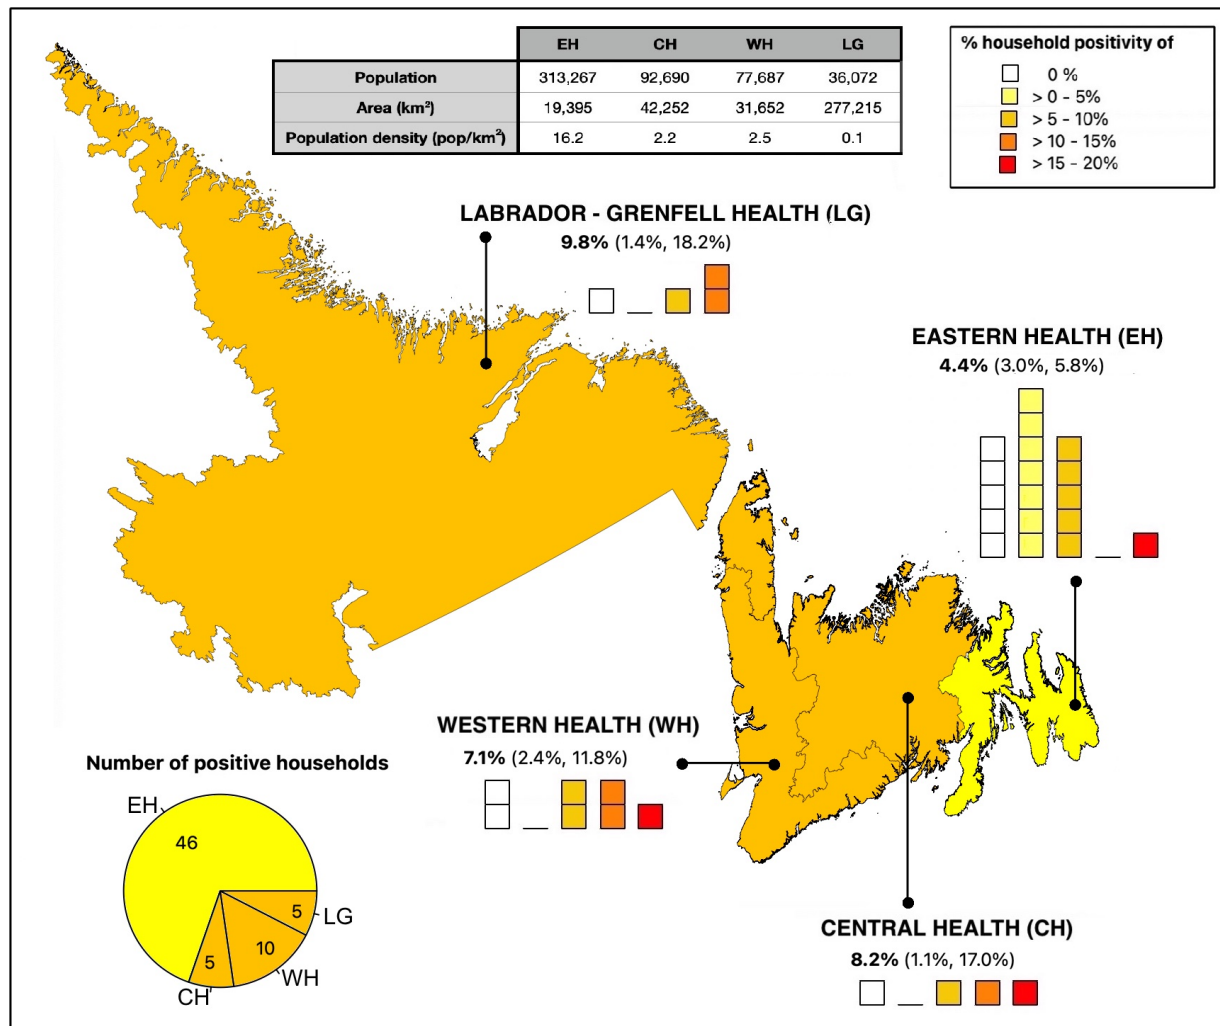 EH CH WH LG
Population 313,267 92,690 77,687 36,072
Area (km²) 19,395 42,252 31,652 277,215
Population density (pop/km²) 16.2 2.2 2.5 0.1
% household positivity of
0 %
> 0 - 5%
> 5 - 10%
> 10 - 15%
> 15 - 20%
LABRADOR - GRENFELL HEALTH (LG)
9.8% (1.4%, 18.2%)
EASTERN HEALTH (EH)
4.4% (3.0%, 5.8%)
WESTERN HEALTH (WH)
7.1% (2.4%, 11.8%)
Number of positive households
EH
46
5
LG
10
WH
5
CH
CENTRAL HEALTH (CH)
8.2% (1.1%, 17.0%)